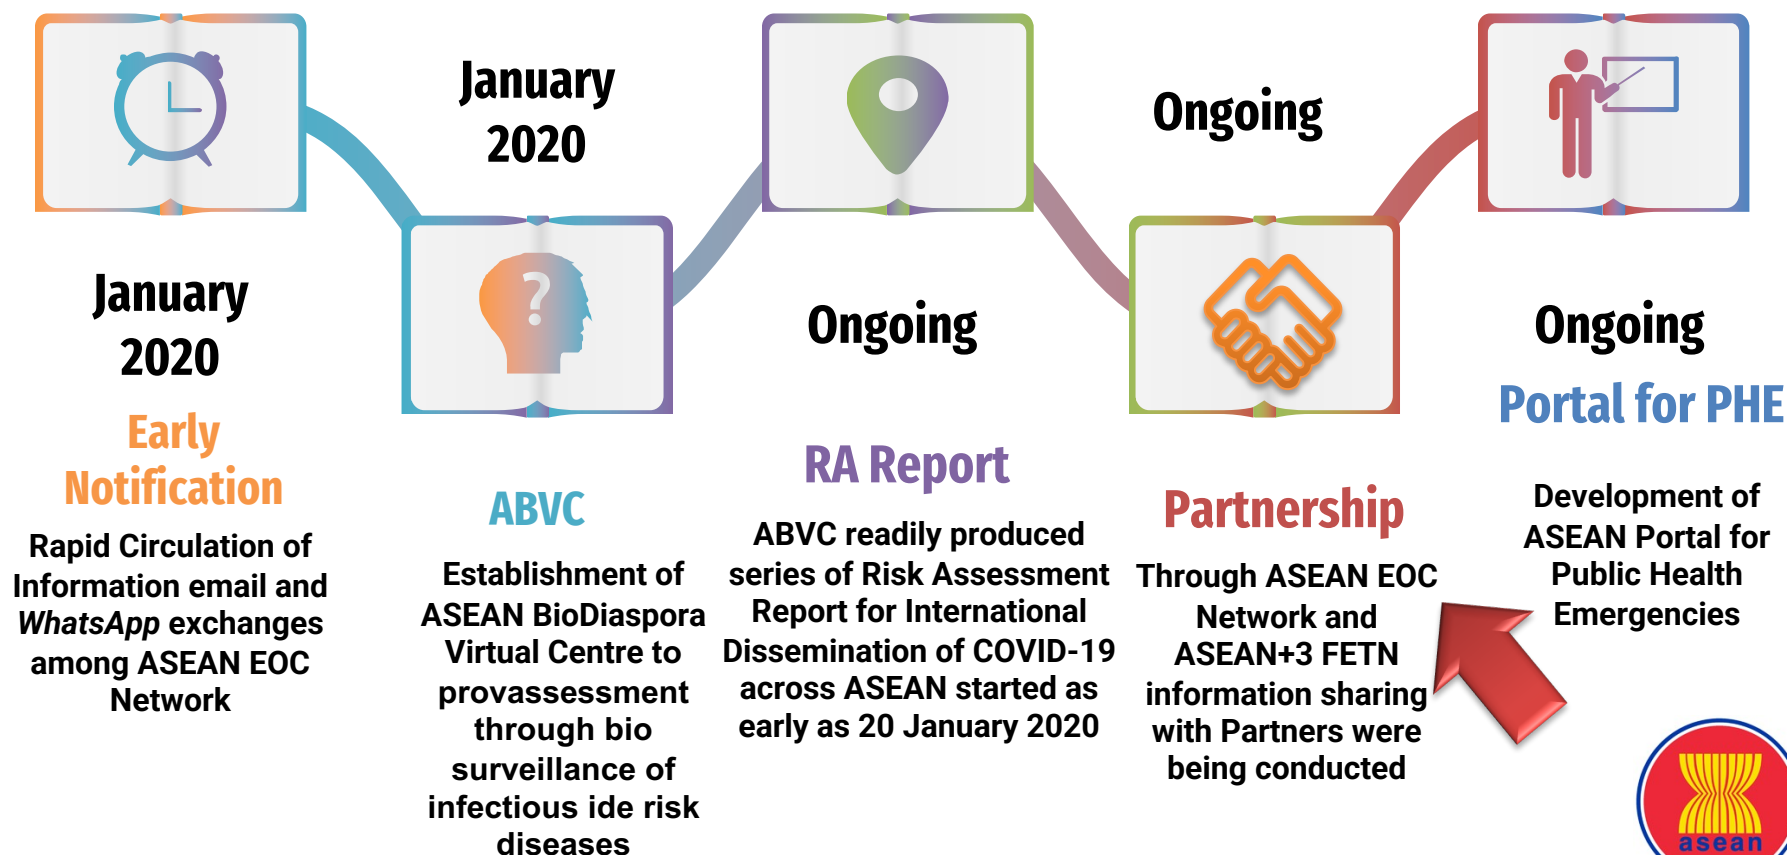 January
2020
Early
Notification
Rapid Circulation of
Information email and
WhatsApp exchanges
among ASEAN EOC
Network
January
2020
?
ABVC
Establishment of
ASEAN BioDiaspora
Virtual Centre to
provassessment
through bio
surveillance of
infectious ide risk
diseases
Ongoing
RA Report
ABVC readily produced
series of Risk Assessment
Report for International
Dissemination of COVID-19
across ASEAN started as
early as 20 January 2020
Ongoing
Partnership
Through ASEAN EOC
Network and
ASEAN+3 FETN
information sharing
with Partners were
being conducted
Ongoing
Portal for PHE
Development of
ASEAN Portal for
Public Health
Emergencies
asean